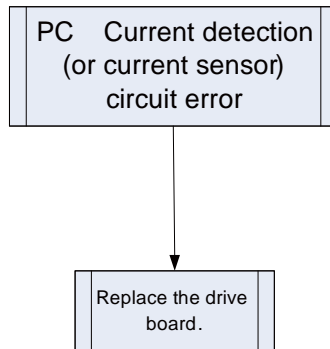 PC Current detection
(or current sensor)
circuit error
Replace the drive
board.